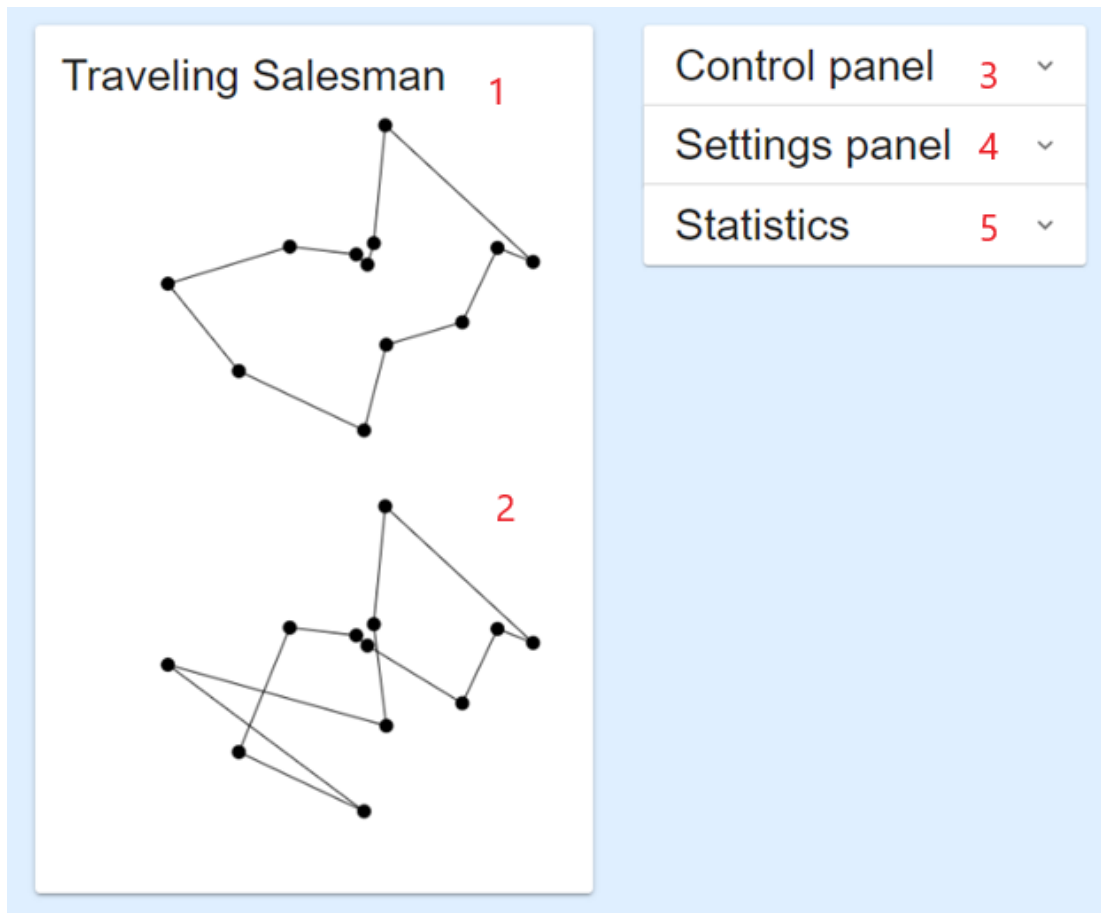 Traveling Salesman 1
2
Control panel 3
Settings panel 4
Statistics 5